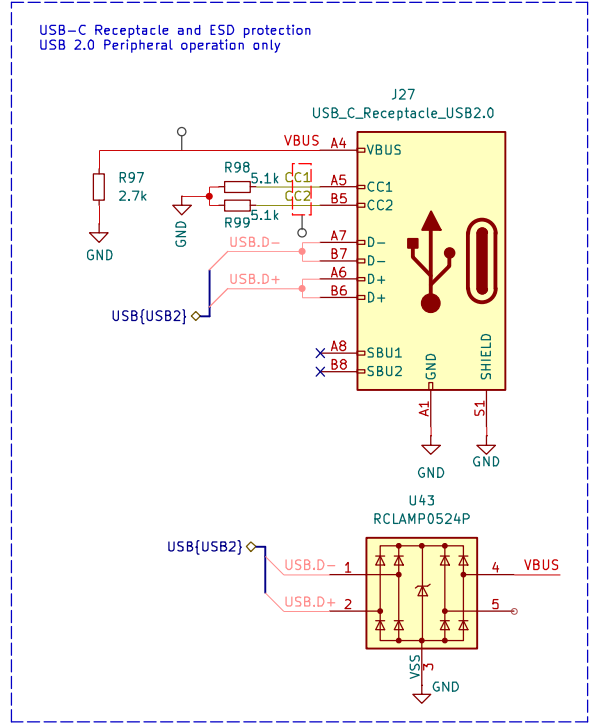 USB-C Receptacle and ESD protection
USB 2.0 Peripheral operation only
J27
USB_C_Receptacle_USB2.0
VBUS A4 VBUS
R97
2.7k
GND
R98
5.1k CC1 A5 CC1
CC2 B5 CC2
R99 5.1k
GND
USB.D- A7 D-
B7 D-
USB.D+ A6 D+
B6 D+
USB{USB2}
A8 SBU1
B8 SBU2
GND
SHIELD
A1
S1
GND
GND
U43
RCLAMP0524P
USB{USB2}
USB.D- 1 4 VBUS
USB.D+ 2 5
VSS
3
GND